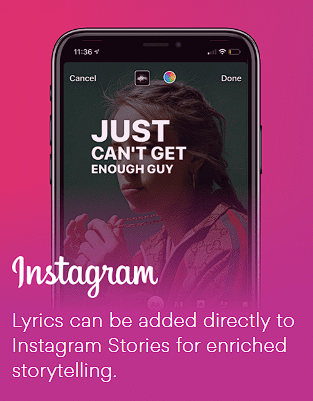 11:36
Cancel
Done
JUST
CAN'T GET
ENOUGH GUY
Instagram
Lyrics can be added directly to
Instagram Stories for enriched
storytelling.